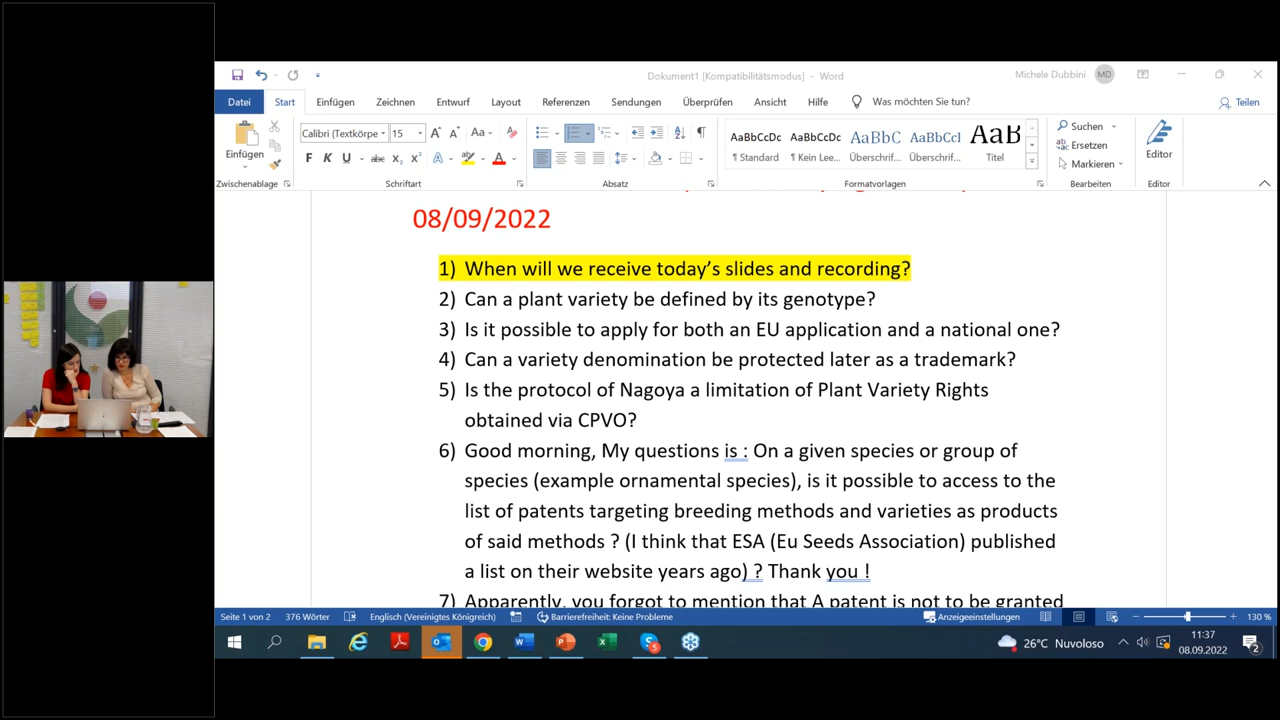 Dokument1 [Kompatibilitätsmodus] - Word
Michele Dubbini MD
Datei Start Einfügen Zeichnen Entwurf Layout Referenzen Sendungen Überprüfen Ansicht Hilfe Was möchten Sie tun? Teilen
Einfügen
Calibri (Textkörpe 15
AaBbCcDc AaBbCcDc AaBbC AaBbCcI AaB
¶ Standard ¶ Kein Lee... Überschrif... Überschrif... Titel
Suchen
Ersetzen
Markieren
Editor
Zwischenablage Schriftart Absatz Formatvorlagen Bearbeiten Editor
08/09/2022
1) When will we receive today's slides and recording?
2) Can a plant variety be defined by its genotype?
3) Is it possible to apply for both an EU application and a national one?
4) Can a variety denomination be protected later as a trademark?
5) Is the protocol of Nagoya a limitation of Plant Variety Rights
obtained via CPVO?
6) Good morning, My questions is : On a given species or group of
species (example ornamental species), is it possible to access to the
list of patents targeting breeding methods and varieties as products
of said methods ? (I think that ESA (Eu Seeds Association) published
a list on their website years ago) ? Thank you !
7) Apparently, you forgot to mention that A patent is not to be granted
Seite 1 von 2 376 Wörter Englisch (Vereinigtes Königreich) Barrierefreiheit: Keine Probleme Anzeigeeinstellungen 130 %
26°C Nuvoloso 11:37
08.09.2022 2